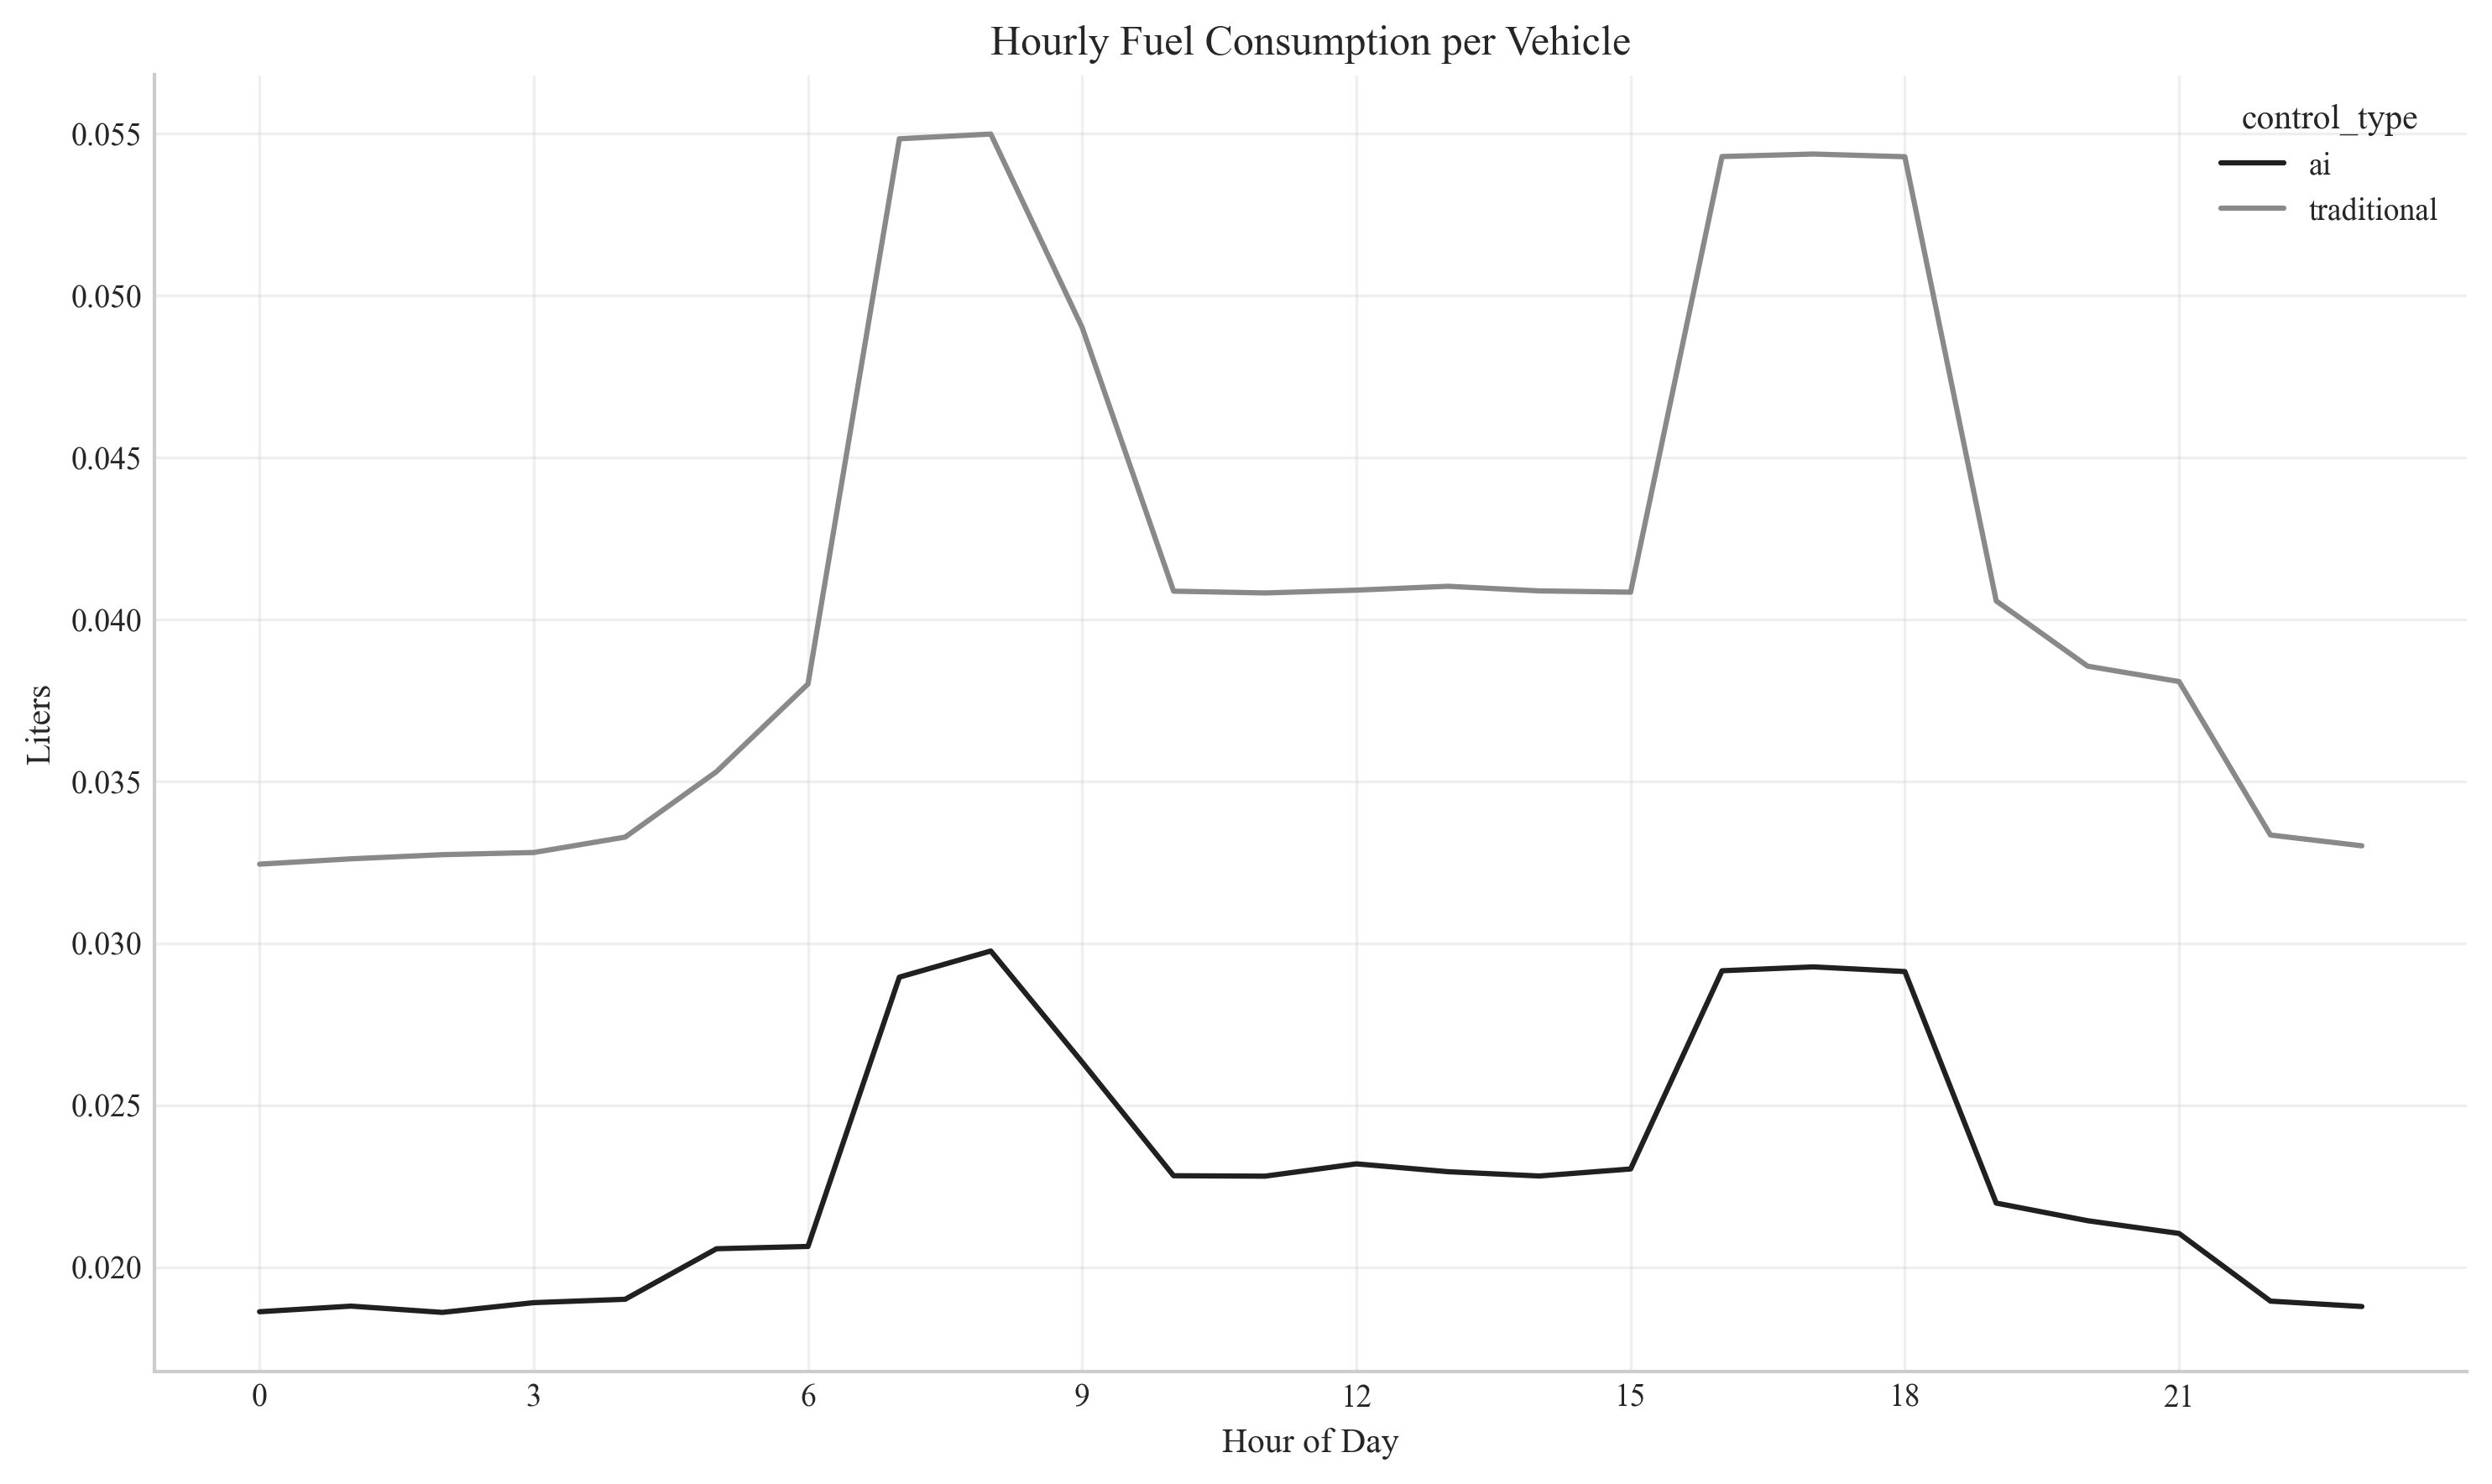 Hourly Fuel Consumption per Vehicle
control_type
ai
traditional
0.055
0.050
0.045
0.040
0.035
0.030
0.025
0.020
Liters
0 3 6 9 12 15 18 21
Hour of Day